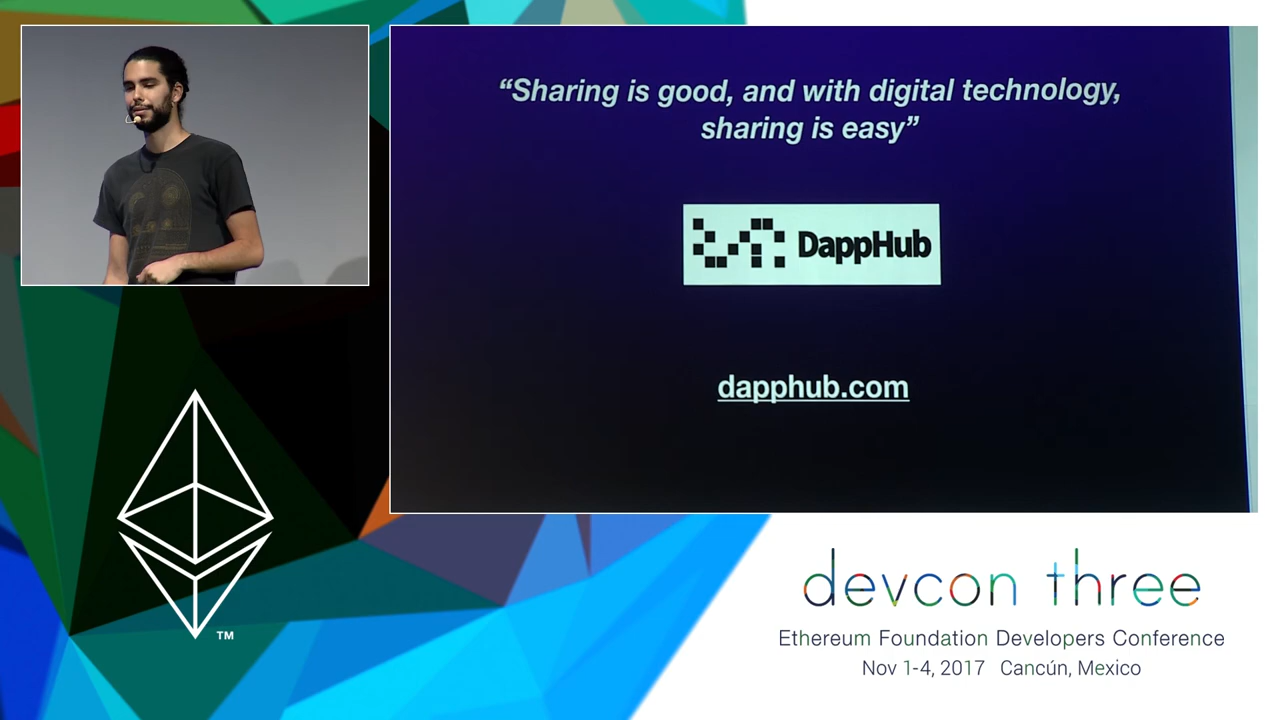 “Sharing is good, and with digital technology,
sharing is easy”
DappHub
dapphub.com
TM
devcon three
Ethereum Foundation Developers Conference
Nov 1-4, 2017 Cancún, Mexico